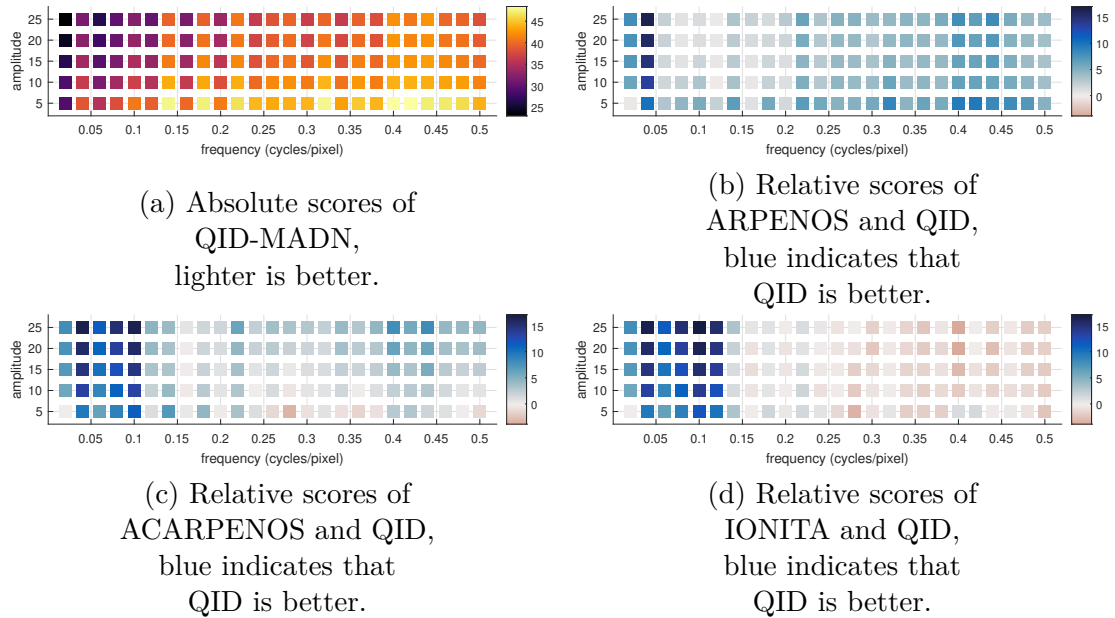 25
20
15
10
5
amplitude
0.05 0.1 0.15 0.2 0.25 0.3 0.35 0.4 0.45 0.5
frequency (cycles/pixel)
45
40
35
30
25
(a) Absolute scores of
QID-MADN,
lighter is better.
25
20
15
10
5
amplitude
0.05 0.1 0.15 0.2 0.25 0.3 0.35 0.4 0.45 0.5
frequency (cycles/pixel)
15
10
5
0
(b) Relative scores of
ARPENOS and QID,
blue indicates that
QID is better.
25
20
15
10
5
amplitude
0.05 0.1 0.15 0.2 0.25 0.3 0.35 0.4 0.45 0.5
frequency (cycles/pixel)
15
10
5
0
(c) Relative scores of
ACARPENOS and QID,
blue indicates that
QID is better.
25
20
15
10
5
amplitude
0.05 0.1 0.15 0.2 0.25 0.3 0.35 0.4 0.45 0.5
frequency (cycles/pixel)
15
10
5
0
(d) Relative scores of
IONITA and QID,
blue indicates that
QID is better.